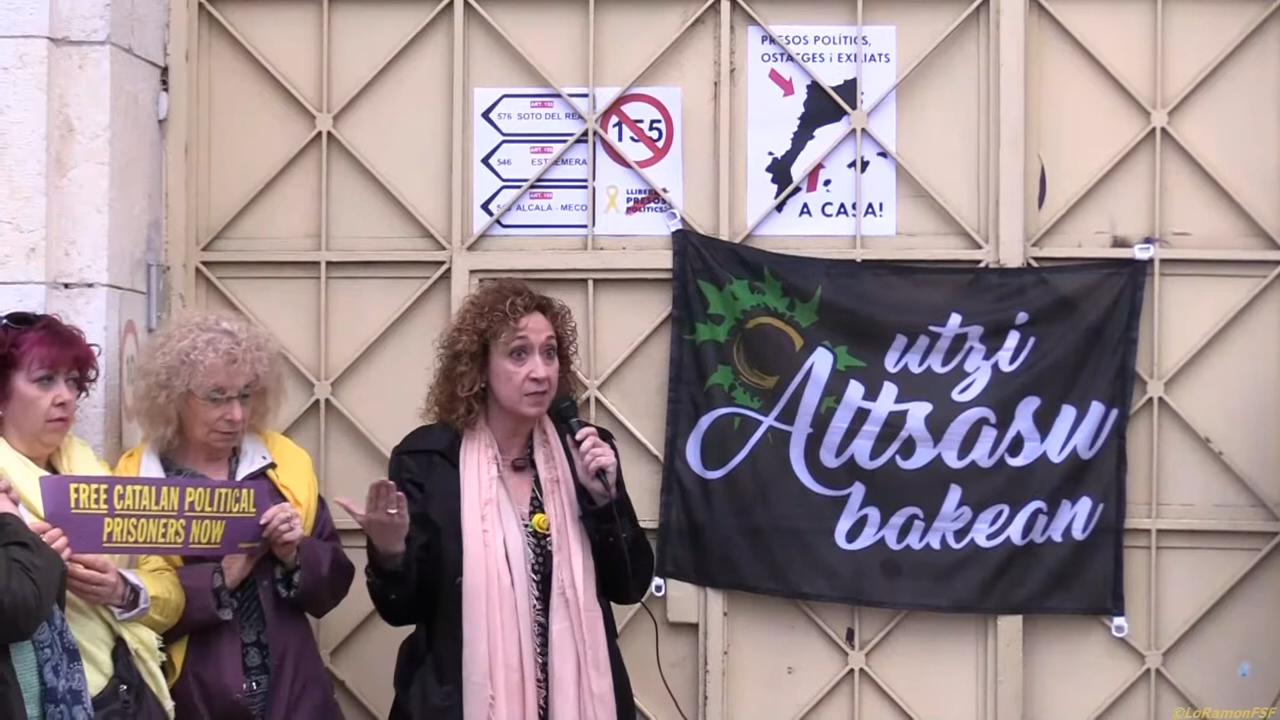 PRESOS POLÍTICS,
OSTATGES i EXILIATS
A CASA!
ART. 155
576 SOTO DEL REAL
ART. 155
546 ESTREMERA
ART. 155
ALCALÀ - MECO
155
LLIBERTAT
PRESOS
POLÍTICS
utzi
Altsasu
bakean
FREE CATALAN POLITICAL
PRISONERS NOW
©LoRamonFSF